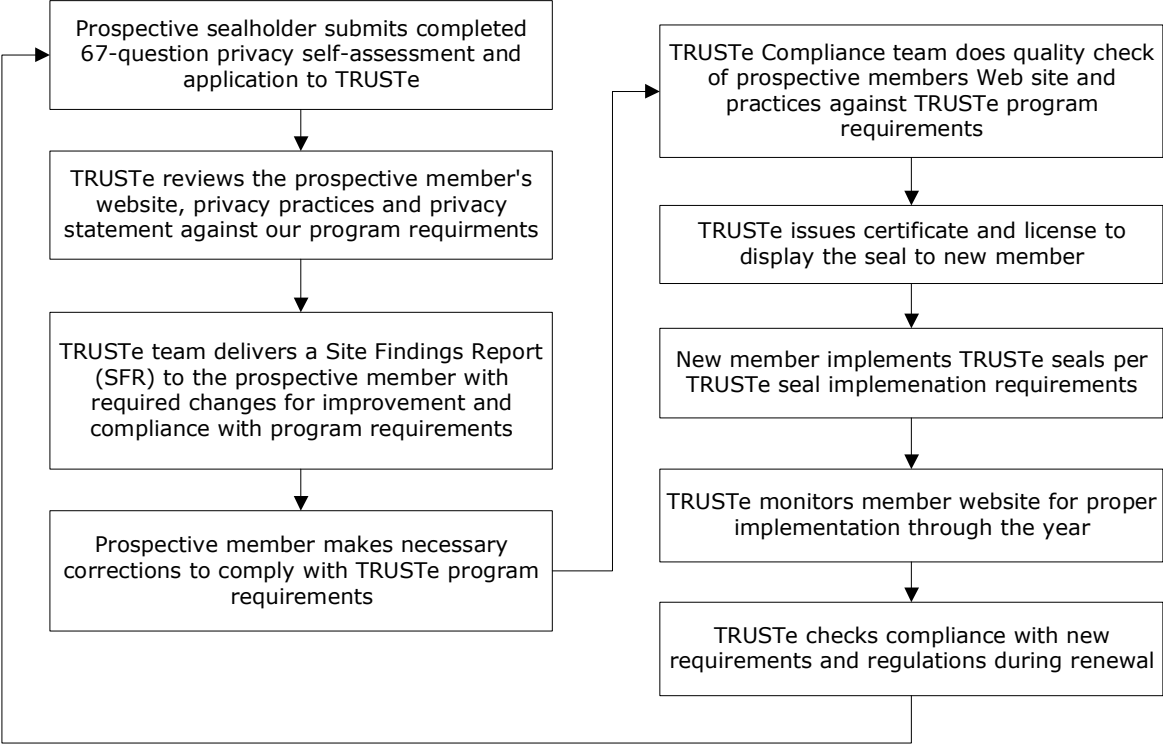 Prospective sealholder submits completed
67-question privacy self-assessment and
application to TRUSTe
TRUSTe reviews the prospective member's
website, privacy practices and privacy
statement against our program requirments
TRUSTe team delivers a Site Findings Report
(SFR) to the prospective member with
required changes for improvement and
compliance with program requirements
Prospective member makes necessary
corrections to comply with TRUSTe program
requirements
TRUSTe Compliance team does quality check
of prospective members Web site and
practices against TRUSTe program
requirements
TRUSTe issues certificate and license to
display the seal to new member
New member implements TRUSTe seals per
TRUSTe seal implemenation requirements
TRUSTe monitors member website for proper
implementation through the year
TRUSTe checks compliance with new
requirements and regulations during renewal